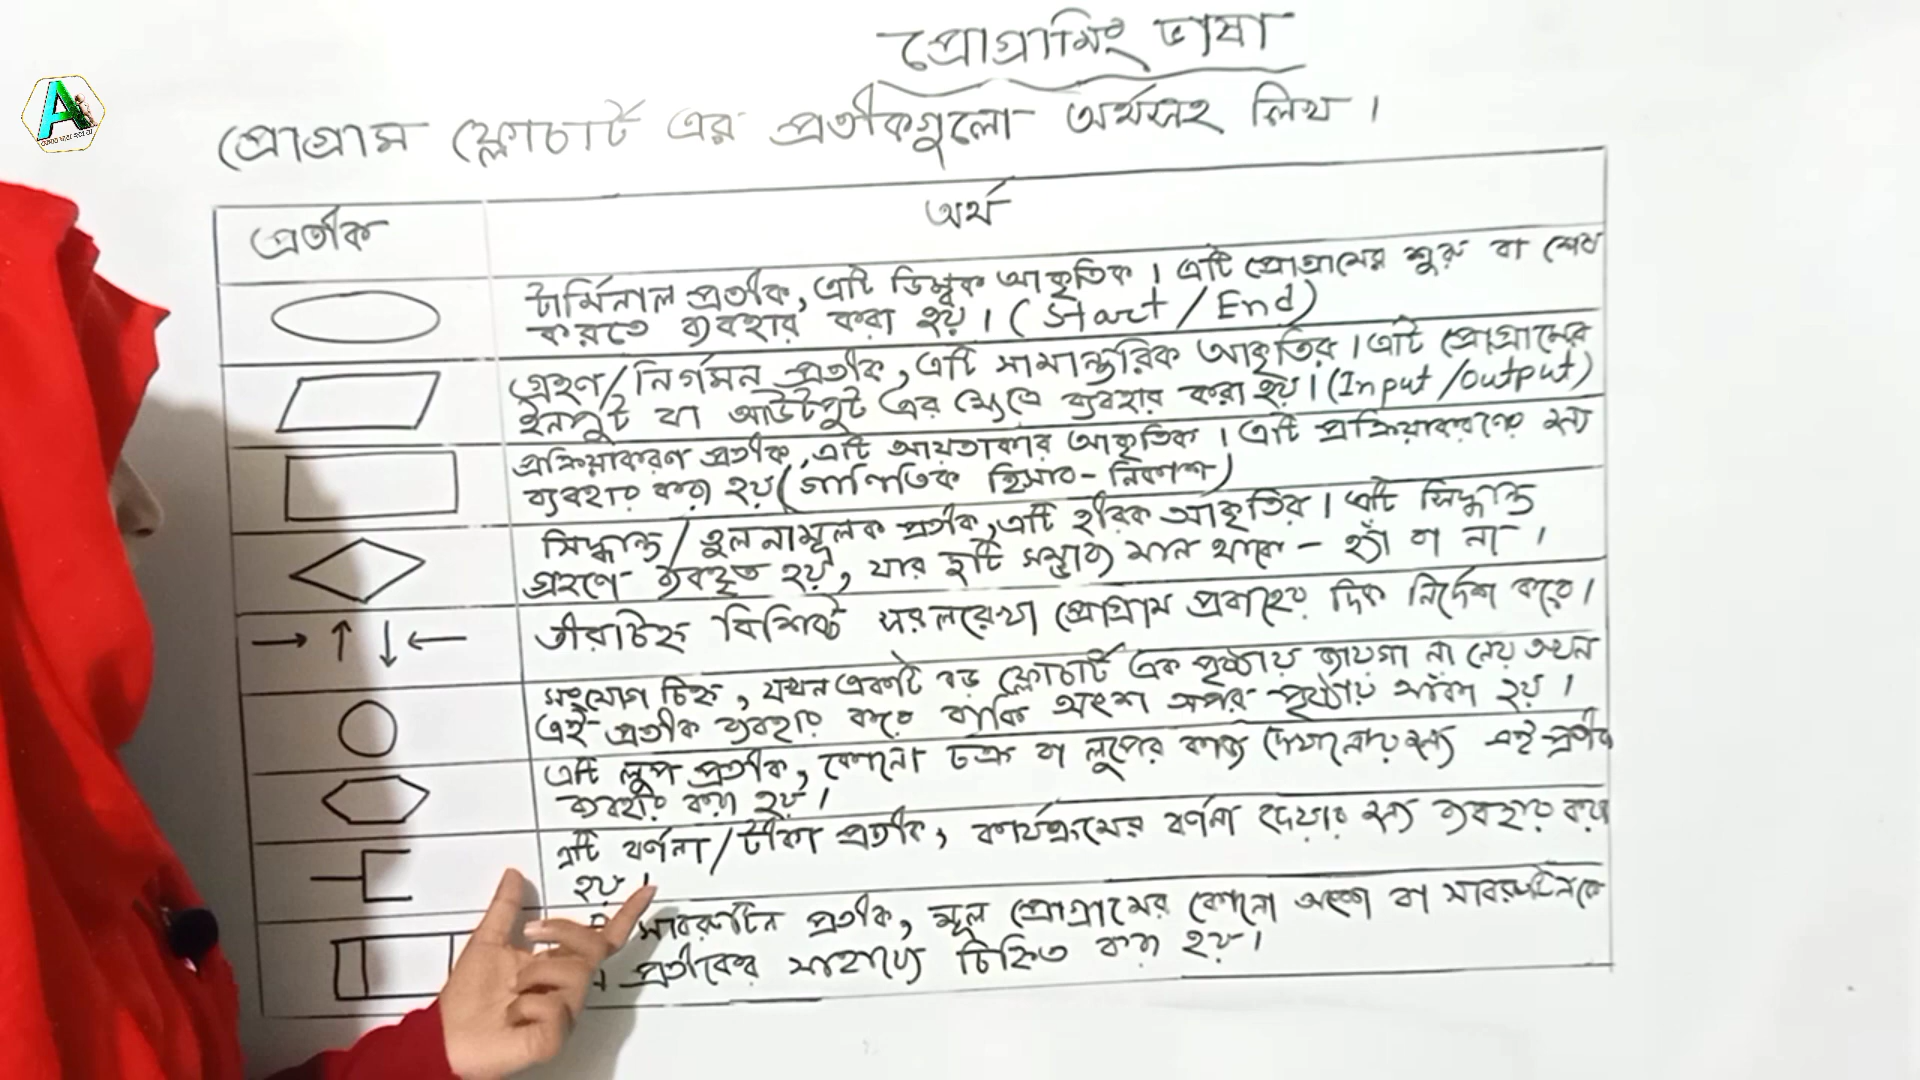 প্রোগ্রামিং ভাষা
প্রোগ্রাম ফ্লোচার্ট এর প্রতীকগুলো অর্থসহ লিখ।
প্রতীক
অর্থ
টার্মিনাল প্রতীক, এটি ডিম্বক আকৃতিক। এটি প্রোগ্রামের শুরু বা শেষ
করতে ব্যবহার করা হয়। (Start/End)
গ্রহণ/নির্গমন প্রতীক, এটি সামান্তরিক আকৃতির। এটি প্রোগ্রামের
ইনপুট বা আউটপুট এর ক্ষেত্রে ব্যবহার করা হয়। (Input/output)
প্রক্রিয়াকরণ প্রতীক, এটি আয়তাকার আকৃতিক। এটি প্রক্রিয়াকরণের জন্য
ব্যবহার করা হয় (গাণিতিক হিসাব-নিকাশ)
সিদ্ধান্ত/তুলনামূলক প্রতীক, এটি হীরক আকৃতির। এটি সিদ্ধান্ত
গ্রহণে ব্যবহৃত হয়, যার দুটি সম্ভাব্য মান থাকে - হ্যাঁ বা না।
তীরচিহ্ন বিশিষ্ট সরলরেখা প্রোগ্রাম প্রবাহের দিক নির্দেশ করে।
সংযোগ চিহ্ন, যখন একটি বড় ফ্লোচার্ট এক পৃষ্ঠায় জায়গা না নেয় তখন
এই প্রতীক ব্যবহার করে বাকি অংশ অপর পৃষ্ঠায় আঁকা হয়।
এটি লুপ প্রতীক, কোনো চক্র বা লুপের কাজ দেখানোর জন্য এই প্রতীক
ব্যবহার করা হয়।
এটি বর্ণনা/টীকা প্রতীক, কার্যক্রমের বর্ণনা দেয়ার জন্য ব্যবহার করা
হয়।
সাবরুটিন প্রতীক, মূল প্রোগ্রামের কোনো অংশ বা সাবরুটিনকে
প্রতীকের সাহায্যে চিহ্নিত করা হয়।